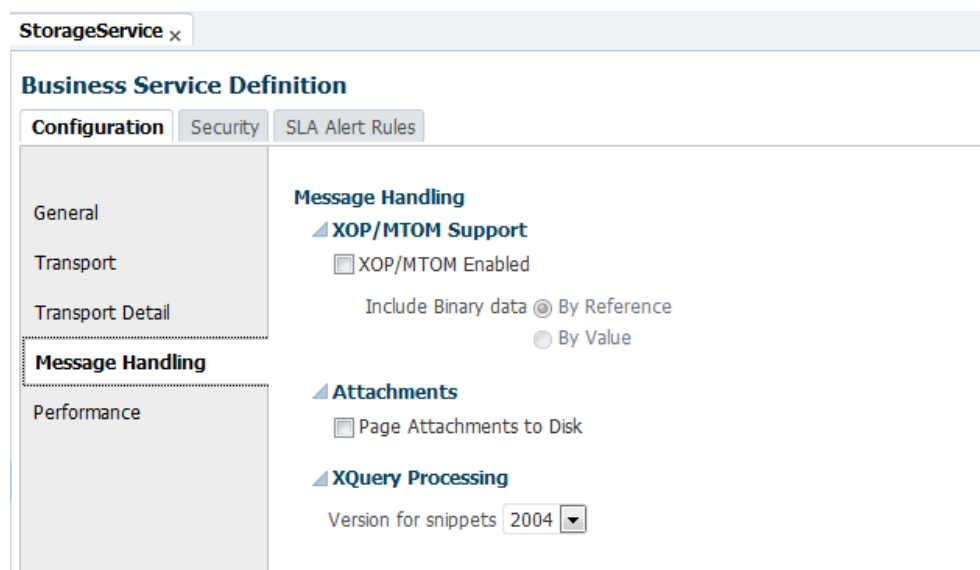 StorageService x
Business Service Definition
Configuration Security SLA Alert Rules
General
Transport
Transport Detail
Message Handling
Performance
Message Handling
XOP/MTOM Support
XOP/MTOM Enabled
Include Binary data By Reference
By Value
Attachments
Page Attachments to Disk
XQuery Processing
Version for snippets 2004